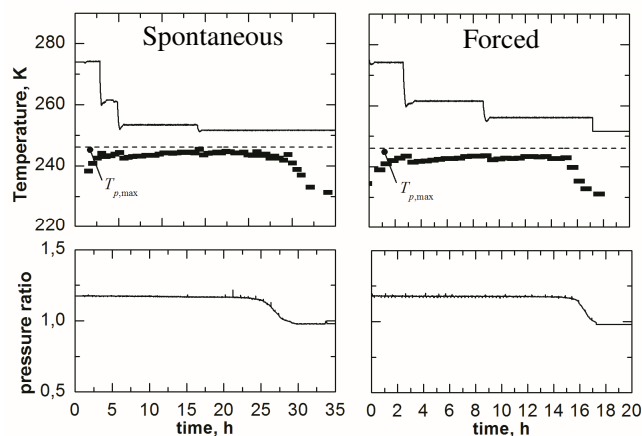 Spontaneous
Forced
Temperature, K
280
260
240
220
T p,max
T p,max
pressure ratio
1,5
1,0
0,5
0 5 10 15 20 25 30 35
time, h
0 2 4 6 8 10 12 14 16 18 20
time, h